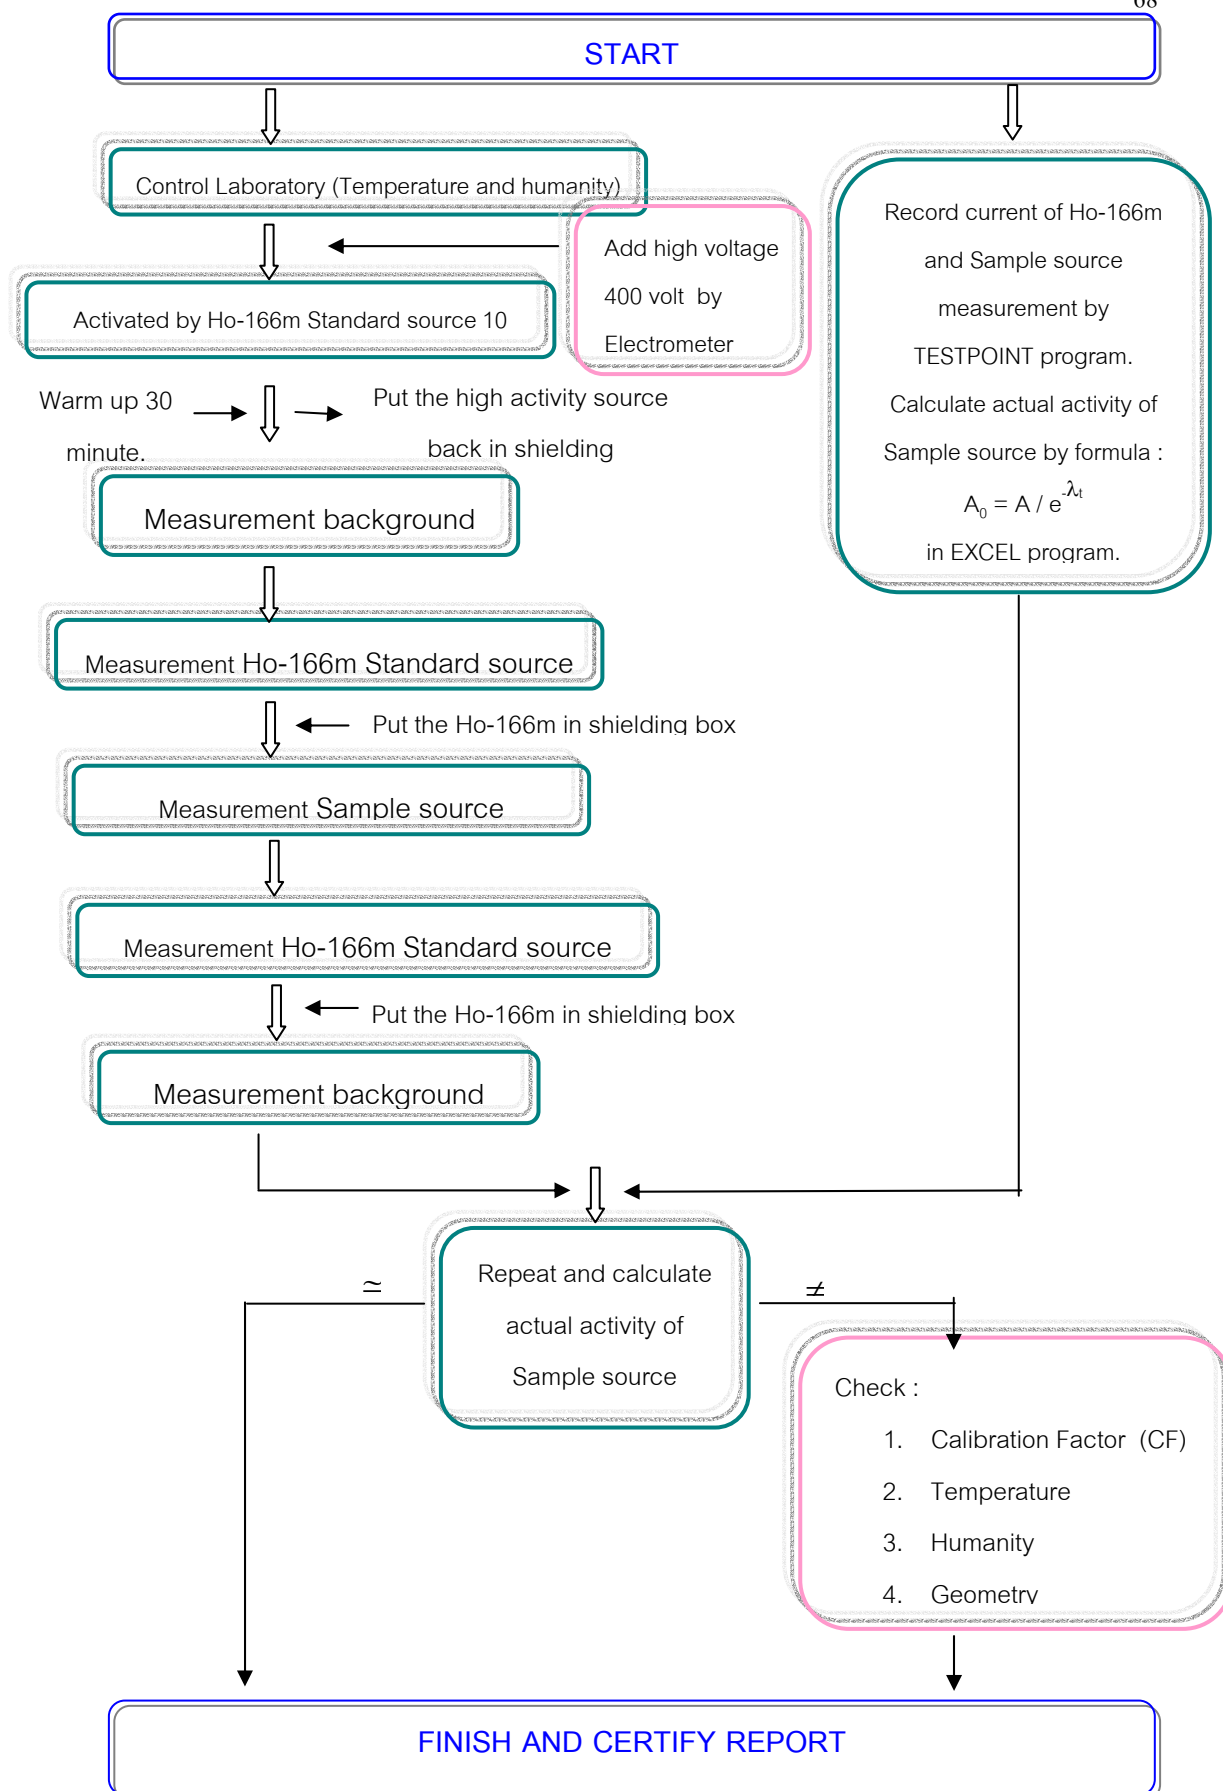 68
START
Control Laboratory (Temperature and humanity)
Add high voltage
400 volt by
Electrometer
Activated by Ho-166m Standard source 10
Warm up 30
minute.
Put the high activity source
back in shielding
Measurement background
Measurement Ho-166m Standard source
Put the Ho-166m in shielding box
Measurement Sample source
Measurement Ho-166m Standard source
Put the Ho-166m in shielding box
Measurement background
Record current of Ho-166m
and Sample source
measurement by
TESTPOINT program.
Calculate actual activity of
Sample source by formula :
A₀ = A / e^-λt
in EXCEL program.
Repeat and calculate
actual activity of
Sample source
≃
≠
Check :
1. Calibration Factor (CF)
2. Temperature
3. Humanity
4. Geometry
FINISH AND CERTIFY REPORT